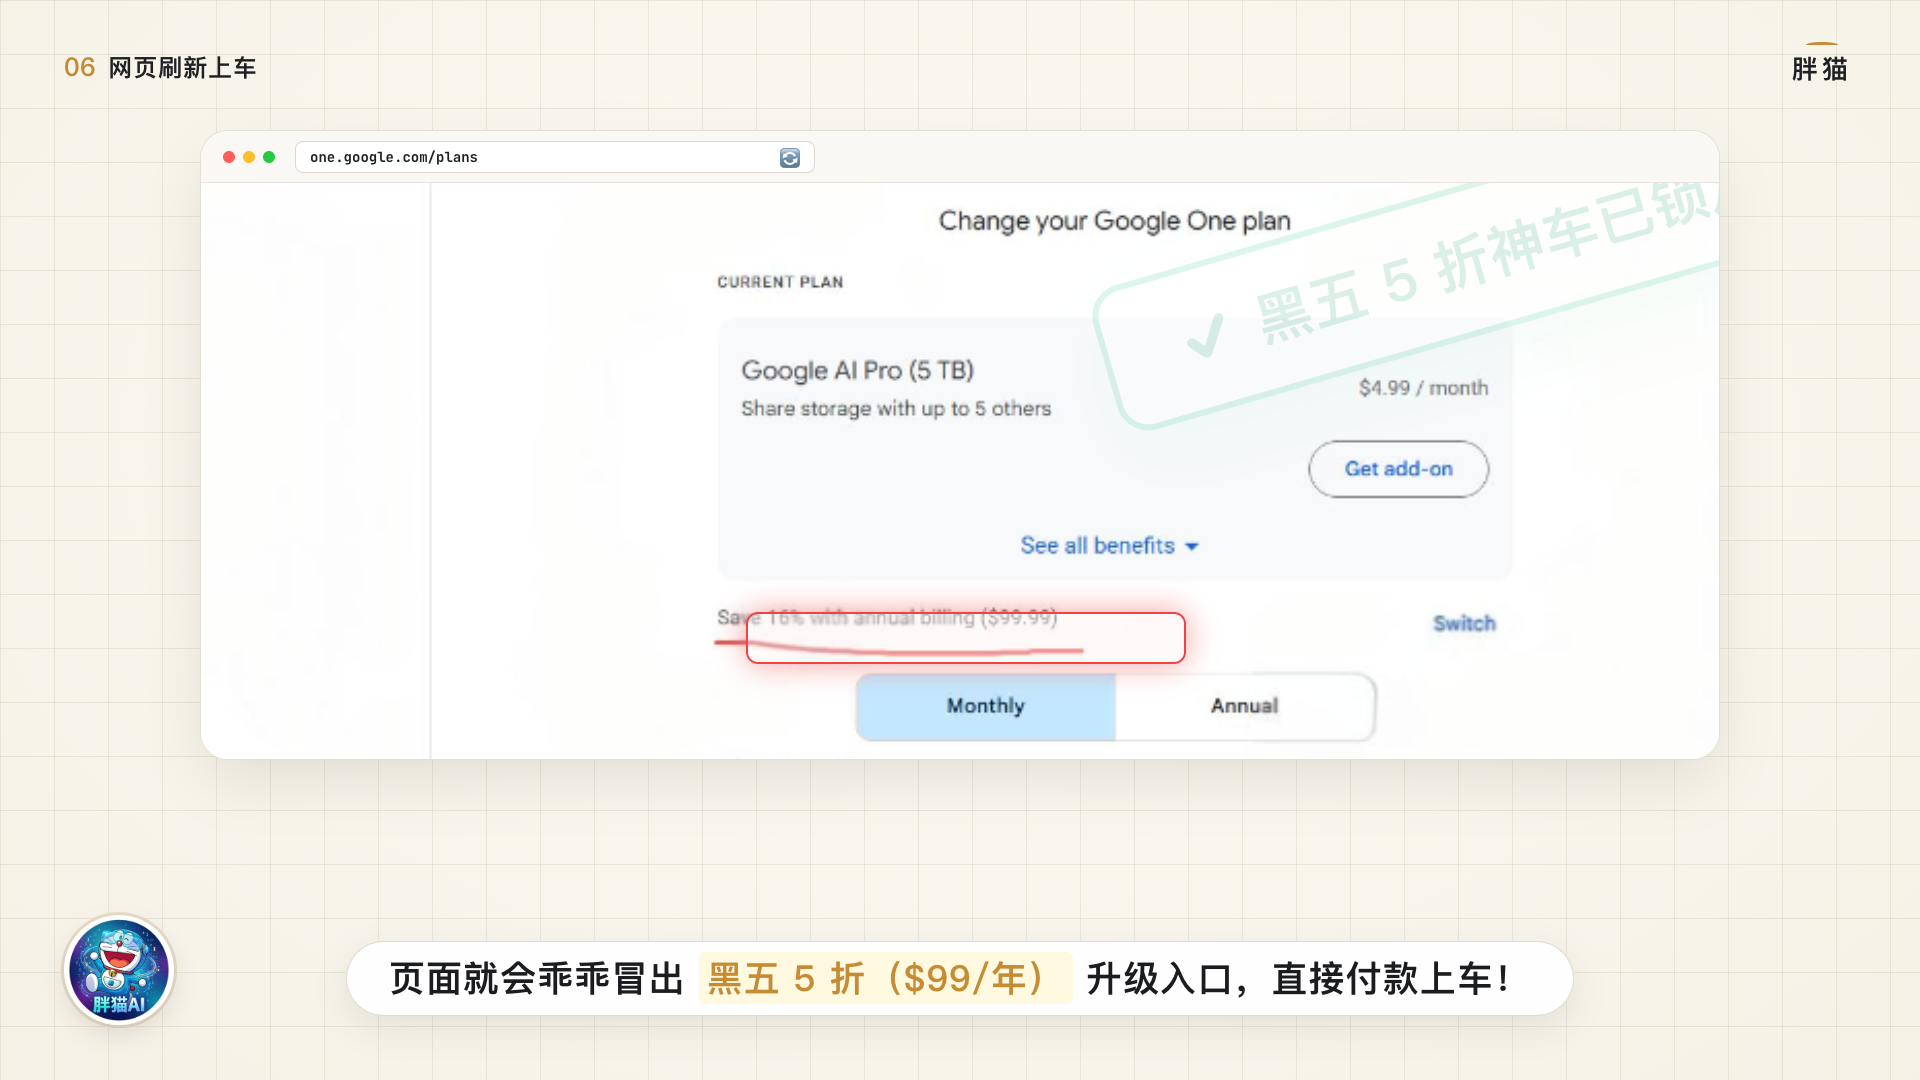 06 网页刷新上车
胖猫
one.google.com/plans
Change your Google One plan
黑五 5 折神车已锁
CURRENT PLAN
Google AI Pro (5 TB)
$4.99 / month
Share storage with up to 5 others
Get add-on
See all benefits
Save 16% with annual billing ($99.99)
Switch
Monthly
Annual
胖猫AI
页面就会乖乖冒出 黑五 5 折（$99/年） 升级入口，直接付款上车！